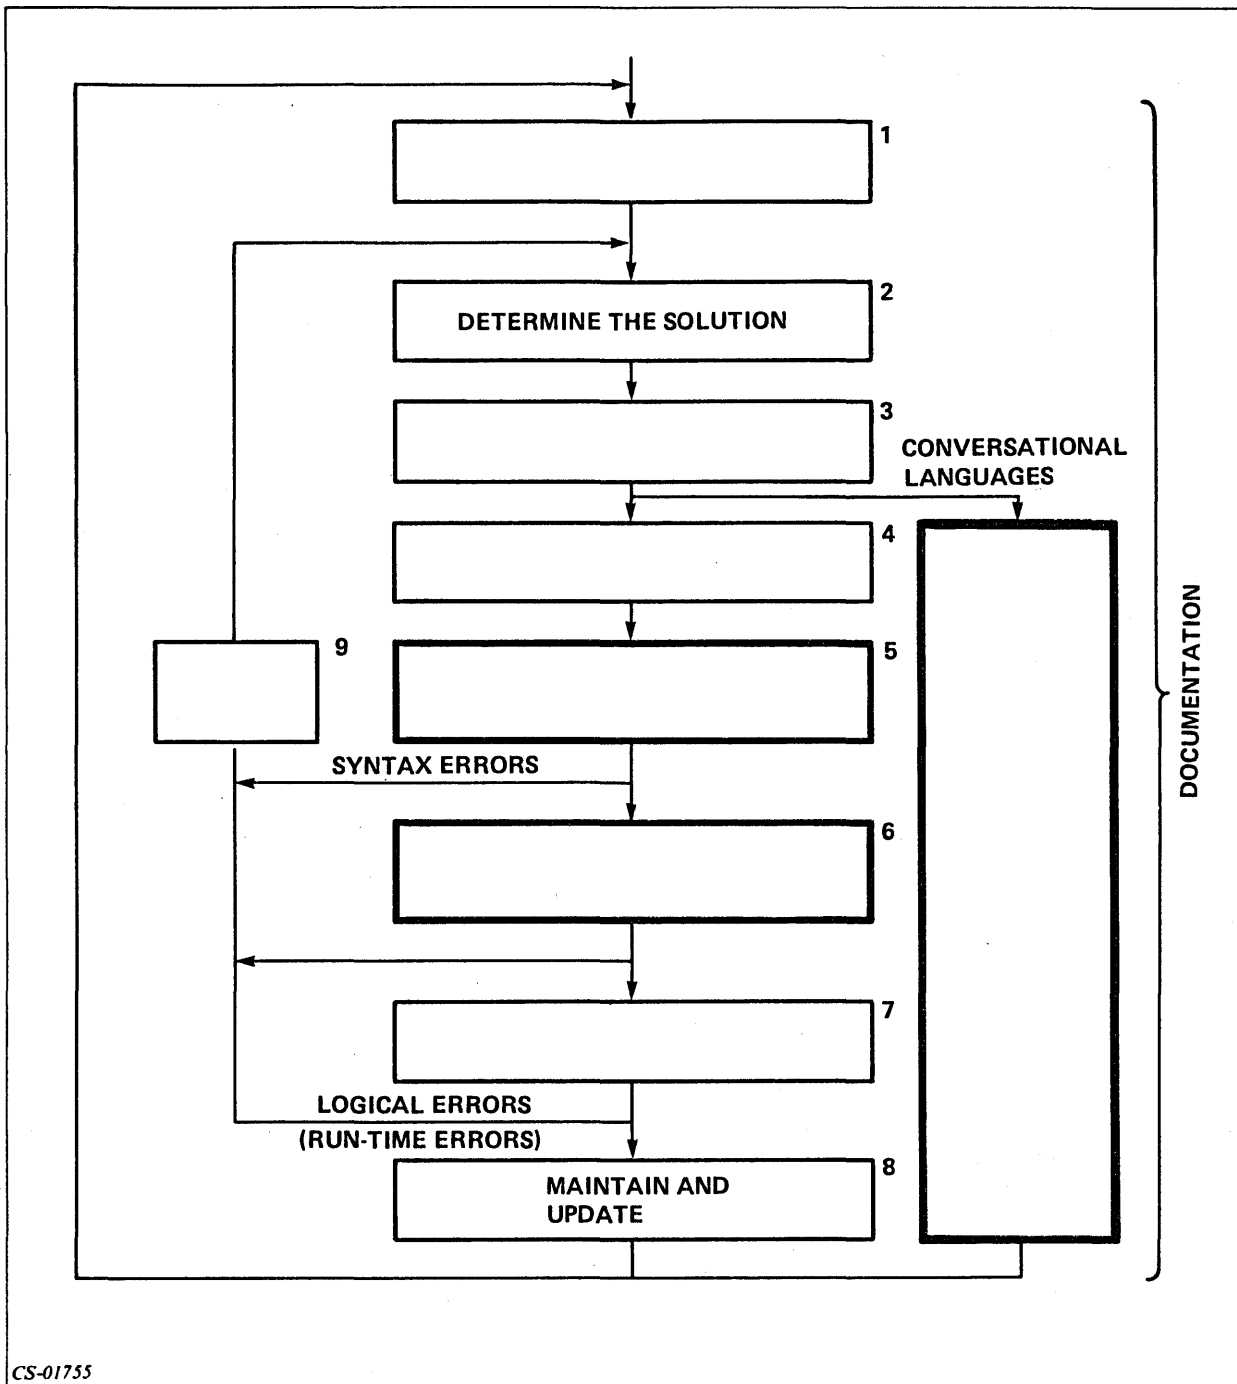 1
2
DETERMINE THE SOLUTION
3
CONVERSATIONAL
LANGUAGES
4
9
5
DOCUMENTATION
SYNTAX ERRORS
6
7
LOGICAL ERRORS
(RUN-TIME ERRORS)
8
MAINTAIN AND
UPDATE
CS-01755